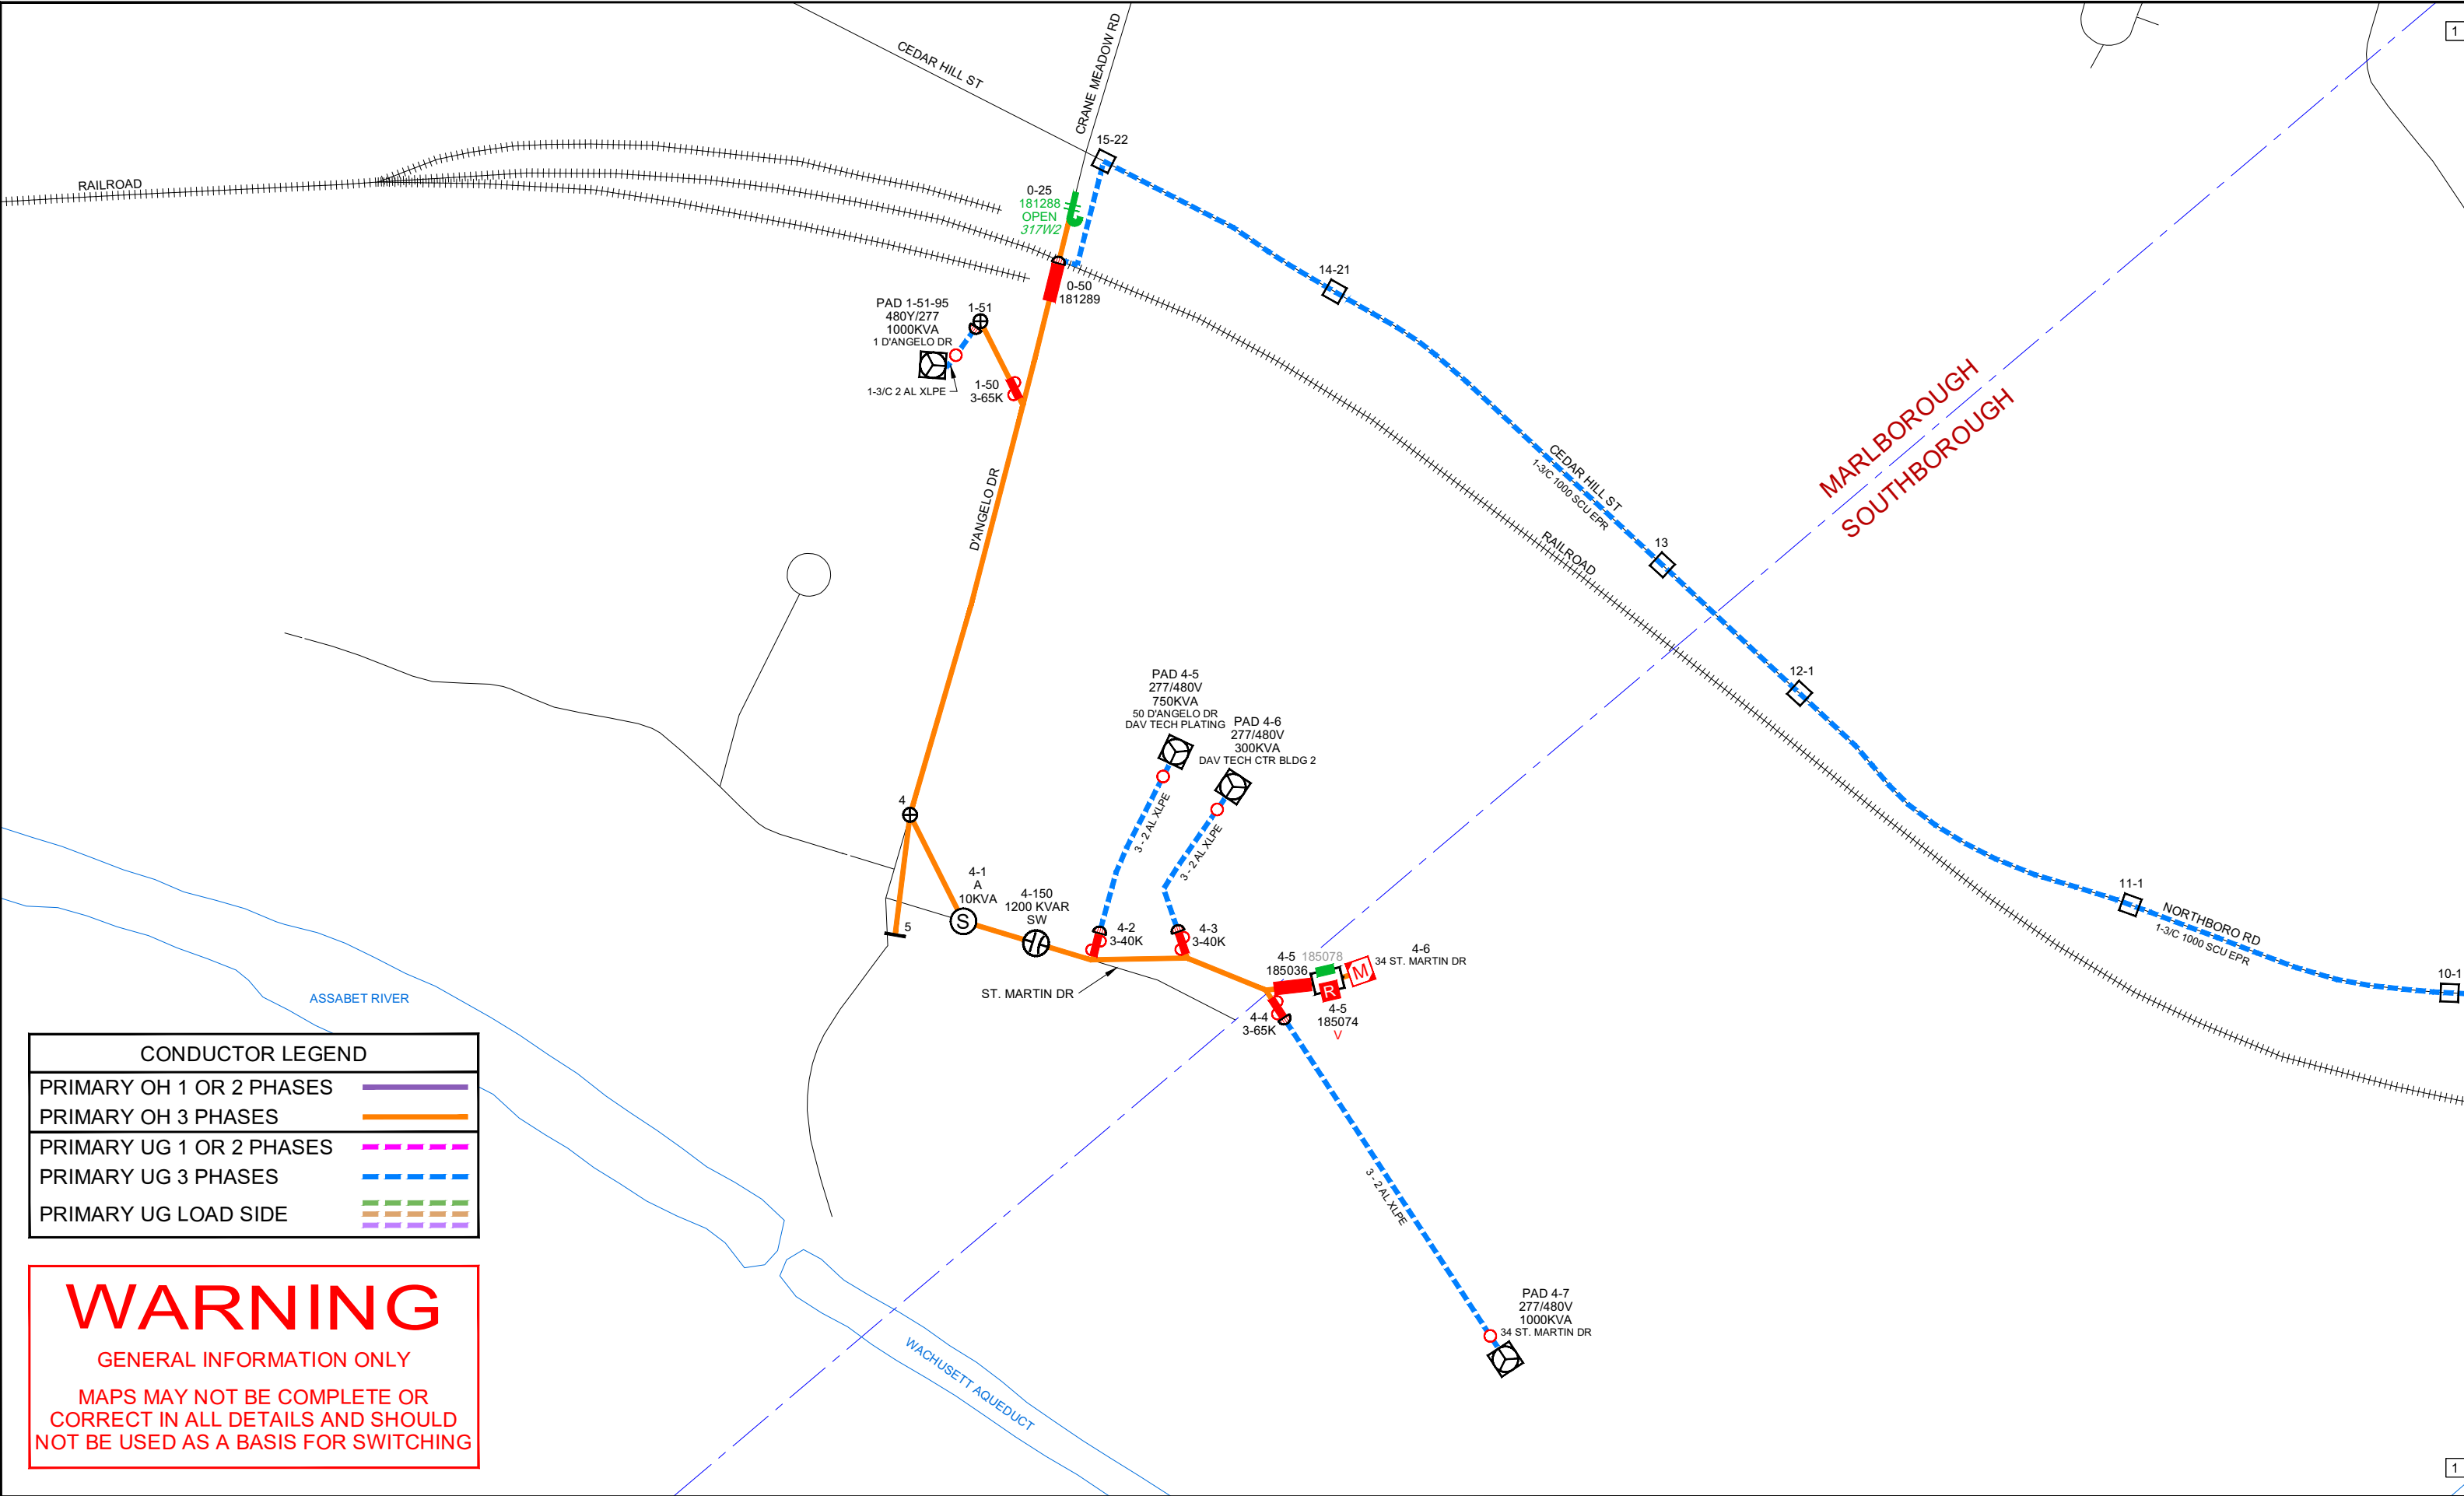 1
CEDAR HILL ST
CRANE MEADOW RD
15-22
RAILROAD
0-25
181288
OPEN
317W2
14-21
0-50
181289
PAD 1-51-95
480Y/277
1000KVA
1 D'ANGELO DR
1-51
1-3/C 2 AL XLPE
1-50
3-65K
MARLBOROUGH
SOUTHBOROUGH
CEDAR HILL ST
1-3/C 1000 SCU EPR
D'ANGELO DR
RAILROAD
13
12-1
PAD 4-5
277/480V
750KVA
50 D'ANGELO DR
DAV TECH PLATING
PAD 4-6
277/480V
300KVA
DAV TECH CTR BLDG 2
3 - 2 AL XLPE
3 - 2 AL XLPE
4
4-1
A
10KVA
S
4-150
1200 KVAR
SW
5
4-2
3-40K
4-3
3-40K
11-1
NORTHBORO RD
1-3/C 1000 SCU EPR
10-1
4-5
185036
185078
4-6
34 ST. MARTIN DR
M
R
4-5
185074
V
4-4
3-65K
ST. MARTIN DR
ASSABET RIVER
CONDUCTOR LEGEND
PRIMARY OH 1 OR 2 PHASES
PRIMARY OH 3 PHASES
PRIMARY UG 1 OR 2 PHASES
PRIMARY UG 3 PHASES
PRIMARY UG LOAD SIDE
3 - 2 AL XLPE
PAD 4-7
277/480V
1000KVA
34 ST. MARTIN DR
WACHUSETT AQUEDUCT
WARNING
GENERAL INFORMATION ONLY
MAPS MAY NOT BE COMPLETE OR
CORRECT IN ALL DETAILS AND SHOULD
NOT BE USED AS A BASIS FOR SWITCHING
1